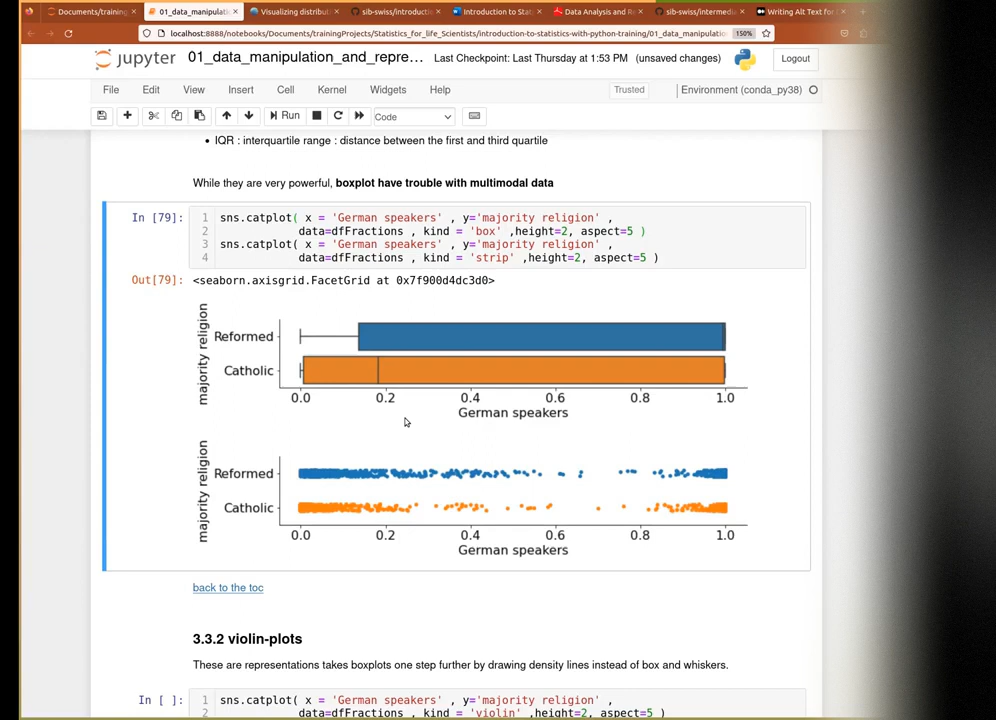 Documents/training
01_data_manipulati
Visualizing distribut
sib-swiss/introductic
Introduction to Stat
Data Analysis and R
sib-swiss/intermedi
Writing Alt Text for
localhost:8888/notebooks/Documents/trainingProjects/Statistics_for_life_Scientists/introduction-to-statistics-with-python-training/01_data_manipulatio
150%
jupyter 01_data_manipulation_and_repre... Last Checkpoint: Last Thursday at 1:53 PM (unsaved changes) Logout
File Edit View Insert Cell Kernel Widgets Help Trusted Environment (conda_py38)
Run Code
• IQR : interquartile range : distance between the first and third quartile
While they are very powerful, boxplot have trouble with multimodal data
In [79]: 1 sns.catplot( x = 'German speakers' , y='majority religion' ,
2 data=dfFractions , kind = 'box' ,height=2, aspect=5 )
3 sns.catplot( x = 'German speakers' , y='majority religion' ,
4 data=dfFractions , kind = 'strip' ,height=2, aspect=5 )
Out[79]: <seaborn.axisgrid.FacetGrid at 0x7f900d4dc3d0>
majority religion
Reformed
Catholic
0.0 0.2 0.4 0.6 0.8 1.0
German speakers
majority religion
Reformed
Catholic
0.0 0.2 0.4 0.6 0.8 1.0
German speakers
back to the toc
3.3.2 violin-plots
These are representations takes boxplots one step further by drawing density lines instead of box and whiskers.
In [ ]: 1 sns.catplot( x = 'German speakers' , y='majority religion' ,
2 data=dfFractions , kind = 'violin' ,height=2, aspect=5 )